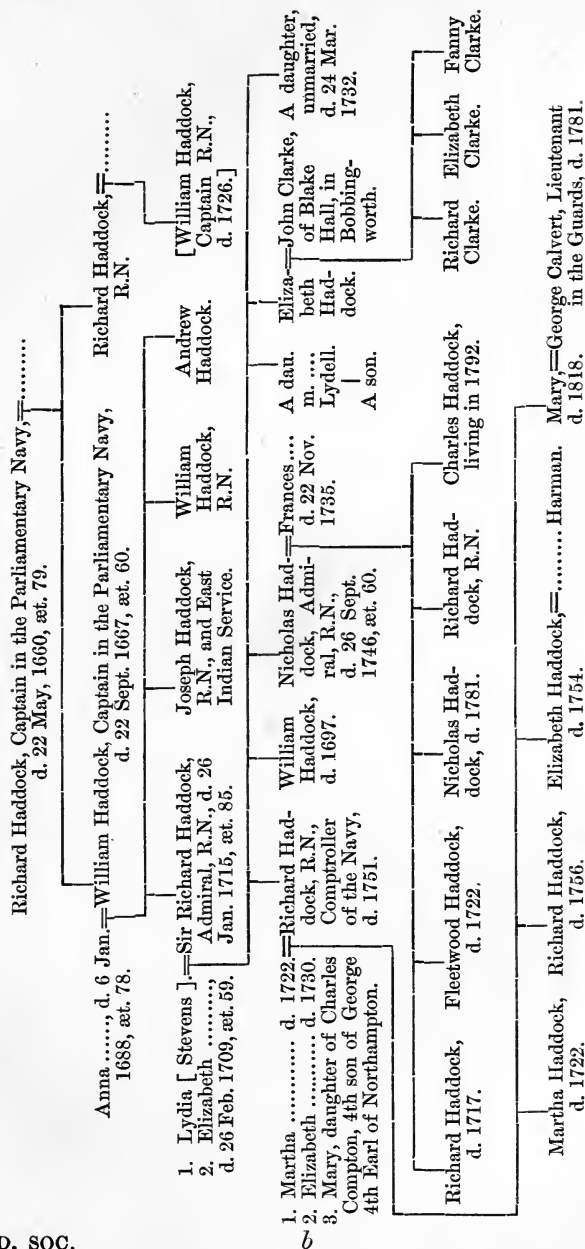 Richard Haddock, Captain in the Parliamentary Navy,=..........
d. 22 May, 1660, æt. 79.
Anna ......, d. 6 Jan.=William Haddock, Captain in the Parliamentary Navy,
1688, æt. 78.
d. 22 Sept. 1667, æt. 60.
Richard Haddock,=..........
R.N.
1. Lydia [ Stevens ].=Sir Richard Haddock,
2. Elizabeth ..........,
d. 26 Feb. 1709, æt. 59.
Admiral, R.N., d. 26
Jan. 1715, æt. 85.
Joseph Haddock,
R.N., and East
Indian Service.
William
Haddock,
R.N.
Andrew
Haddock.
[William Haddock,
Captain R.N.,
d. 1726.]
1. Martha ............ d. 1722.=Richard Had-
2. Elizabeth .......... d. 1730.
3. Mary, daughter of Charles
Compton, 4th son of George
4th Earl of Northampton.
dock, R.N.,
Comptroller
of the Navy,
d. 1751.
William
Haddock,
d. 1697.
Nicholas Had-=Frances ....
dock, Admi-
ral, R.N.,
d. 26 Sept.
1746, æt. 60.
d. 22 Nov.
1735.
A dau.
m. ....
Lydell.
A son.
Eliza-=John Clarke,
beth
Had-
dock.
of Blake
Hall, in
Bobbing-
worth.
A daughter,
unmarried,
d. 24 Mar.
1732.
Richard Haddock,
d. 1717.
Fleetwood Haddock,
d. 1722.
Nicholas Had-
dock, d. 1781.
Richard Had-
dock, R.N.
Charles Haddock,
living in 1792.
Richard
Clarke.
Elizabeth
Clarke.
Fanny
Clarke.
Martha Haddock,
d. 1722.
Richard Haddock,
d. 1756.
Elizabeth Haddock,=.......... Harman.
d. 1754.
Mary,=George Calvert, Lieutenant
d. 1818.
in the Guards, d. 1781.
D. SOC.
b